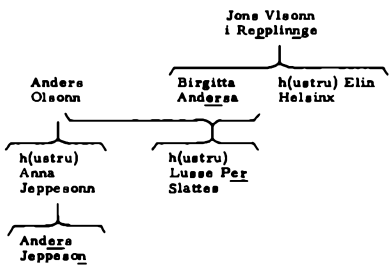 Jons Vlsonn
i Repplinnge
Anders
Olsonn
Birgitta
Andersa
h(ustru) Elin
Helsinx
h(ustru)
Anna
Jeppesonn
h(ustru)
Lusse Per
Slattes
Anders
Jeppeson